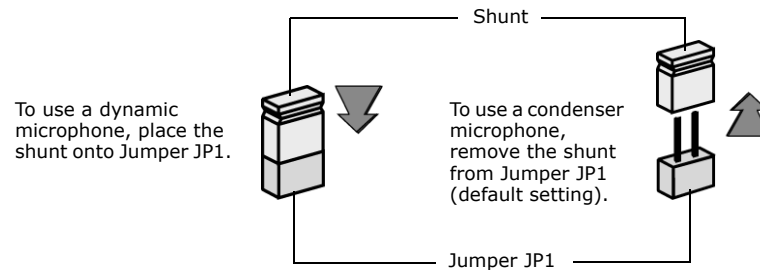 Shunt
To use a dynamic
microphone, place the
shunt onto Jumper JP1.
To use a condenser
microphone,
remove the shunt
from Jumper JP1
(default setting).
Jumper JP1